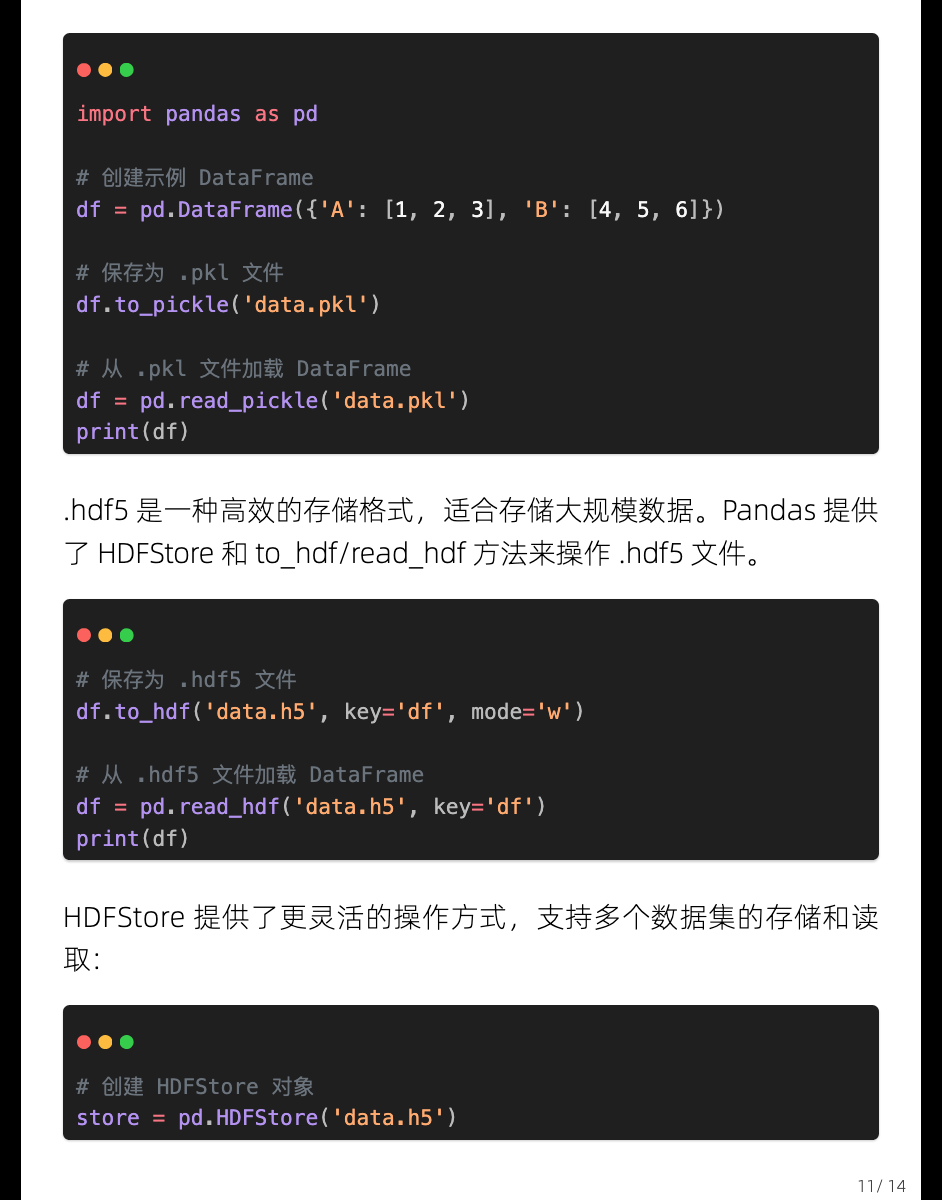 import pandas as pd
# 创建示例 DataFrame
df = pd.DataFrame({'A': [1, 2, 3], 'B': [4, 5, 6]})
# 保存为 .pkl 文件
df.to_pickle('data.pkl')
# 从 .pkl 文件加载 DataFrame
df = pd.read_pickle('data.pkl')
print(df)
.hdf5 是一种高效的存储格式，适合存储大规模数据。Pandas 提供
了 HDFStore 和 to_hdf/read_hdf 方法来操作 .hdf5 文件。
# 保存为 .hdf5 文件
df.to_hdf('data.h5', key='df', mode='w')
# 从 .hdf5 文件加载 DataFrame
df = pd.read_hdf('data.h5', key='df')
print(df)
HDFStore 提供了更灵活的操作方式，支持多个数据集的存储和读
取：
# 创建 HDFStore 对象
store = pd.HDFStore('data.h5')
11/ 14